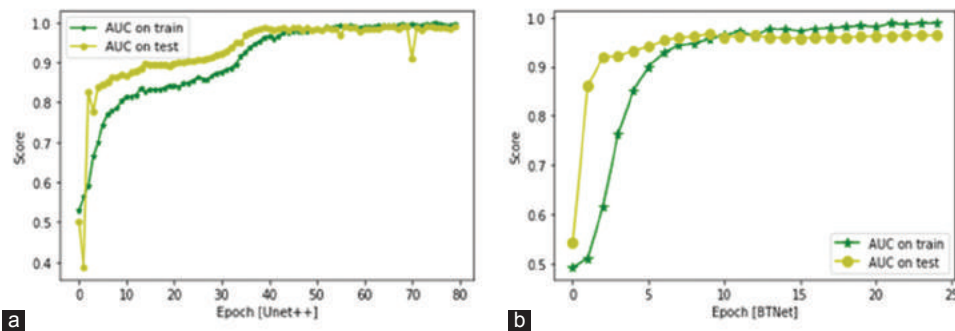 1.0
0.9
0.8
0.7
0.6
0.5
0.4
Score
AUC on train
AUC on test
0 10 20 30 40 50 60 70 80
Epoch [Unet++]
a
1.0
0.9
0.8
0.7
0.6
0.5
Score
AUC on train
AUC on test
0 5 10 15 20 25
Epoch [BTNet]
b